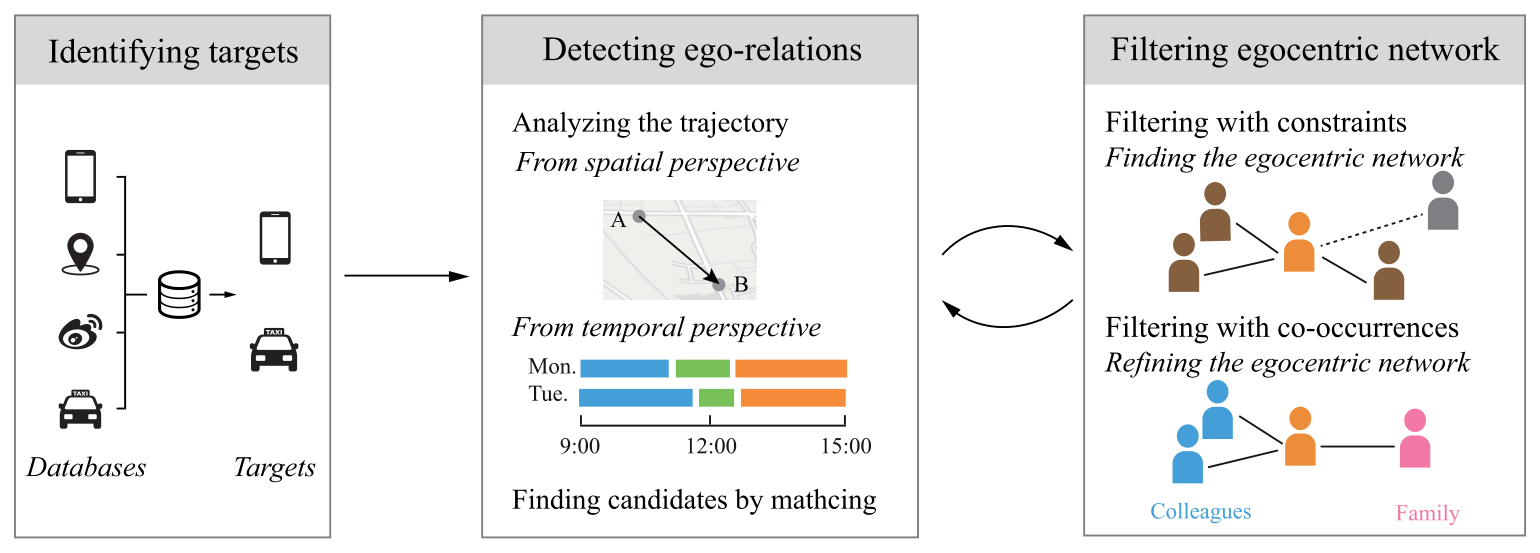 Identifying targets
TAXI
TAXI
Databases
Targets
Detecting ego-relations
Analyzing the trajectory
From spatial perspective
A
B
From temporal perspective
Mon.
Tue.
9:00 12:00 15:00
Finding candidates by mathcing
Filtering egocentric network
Filtering with constraints
Finding the egocentric network
Filtering with co-occurrences
Refining the egocentric network
Colleagues
Family